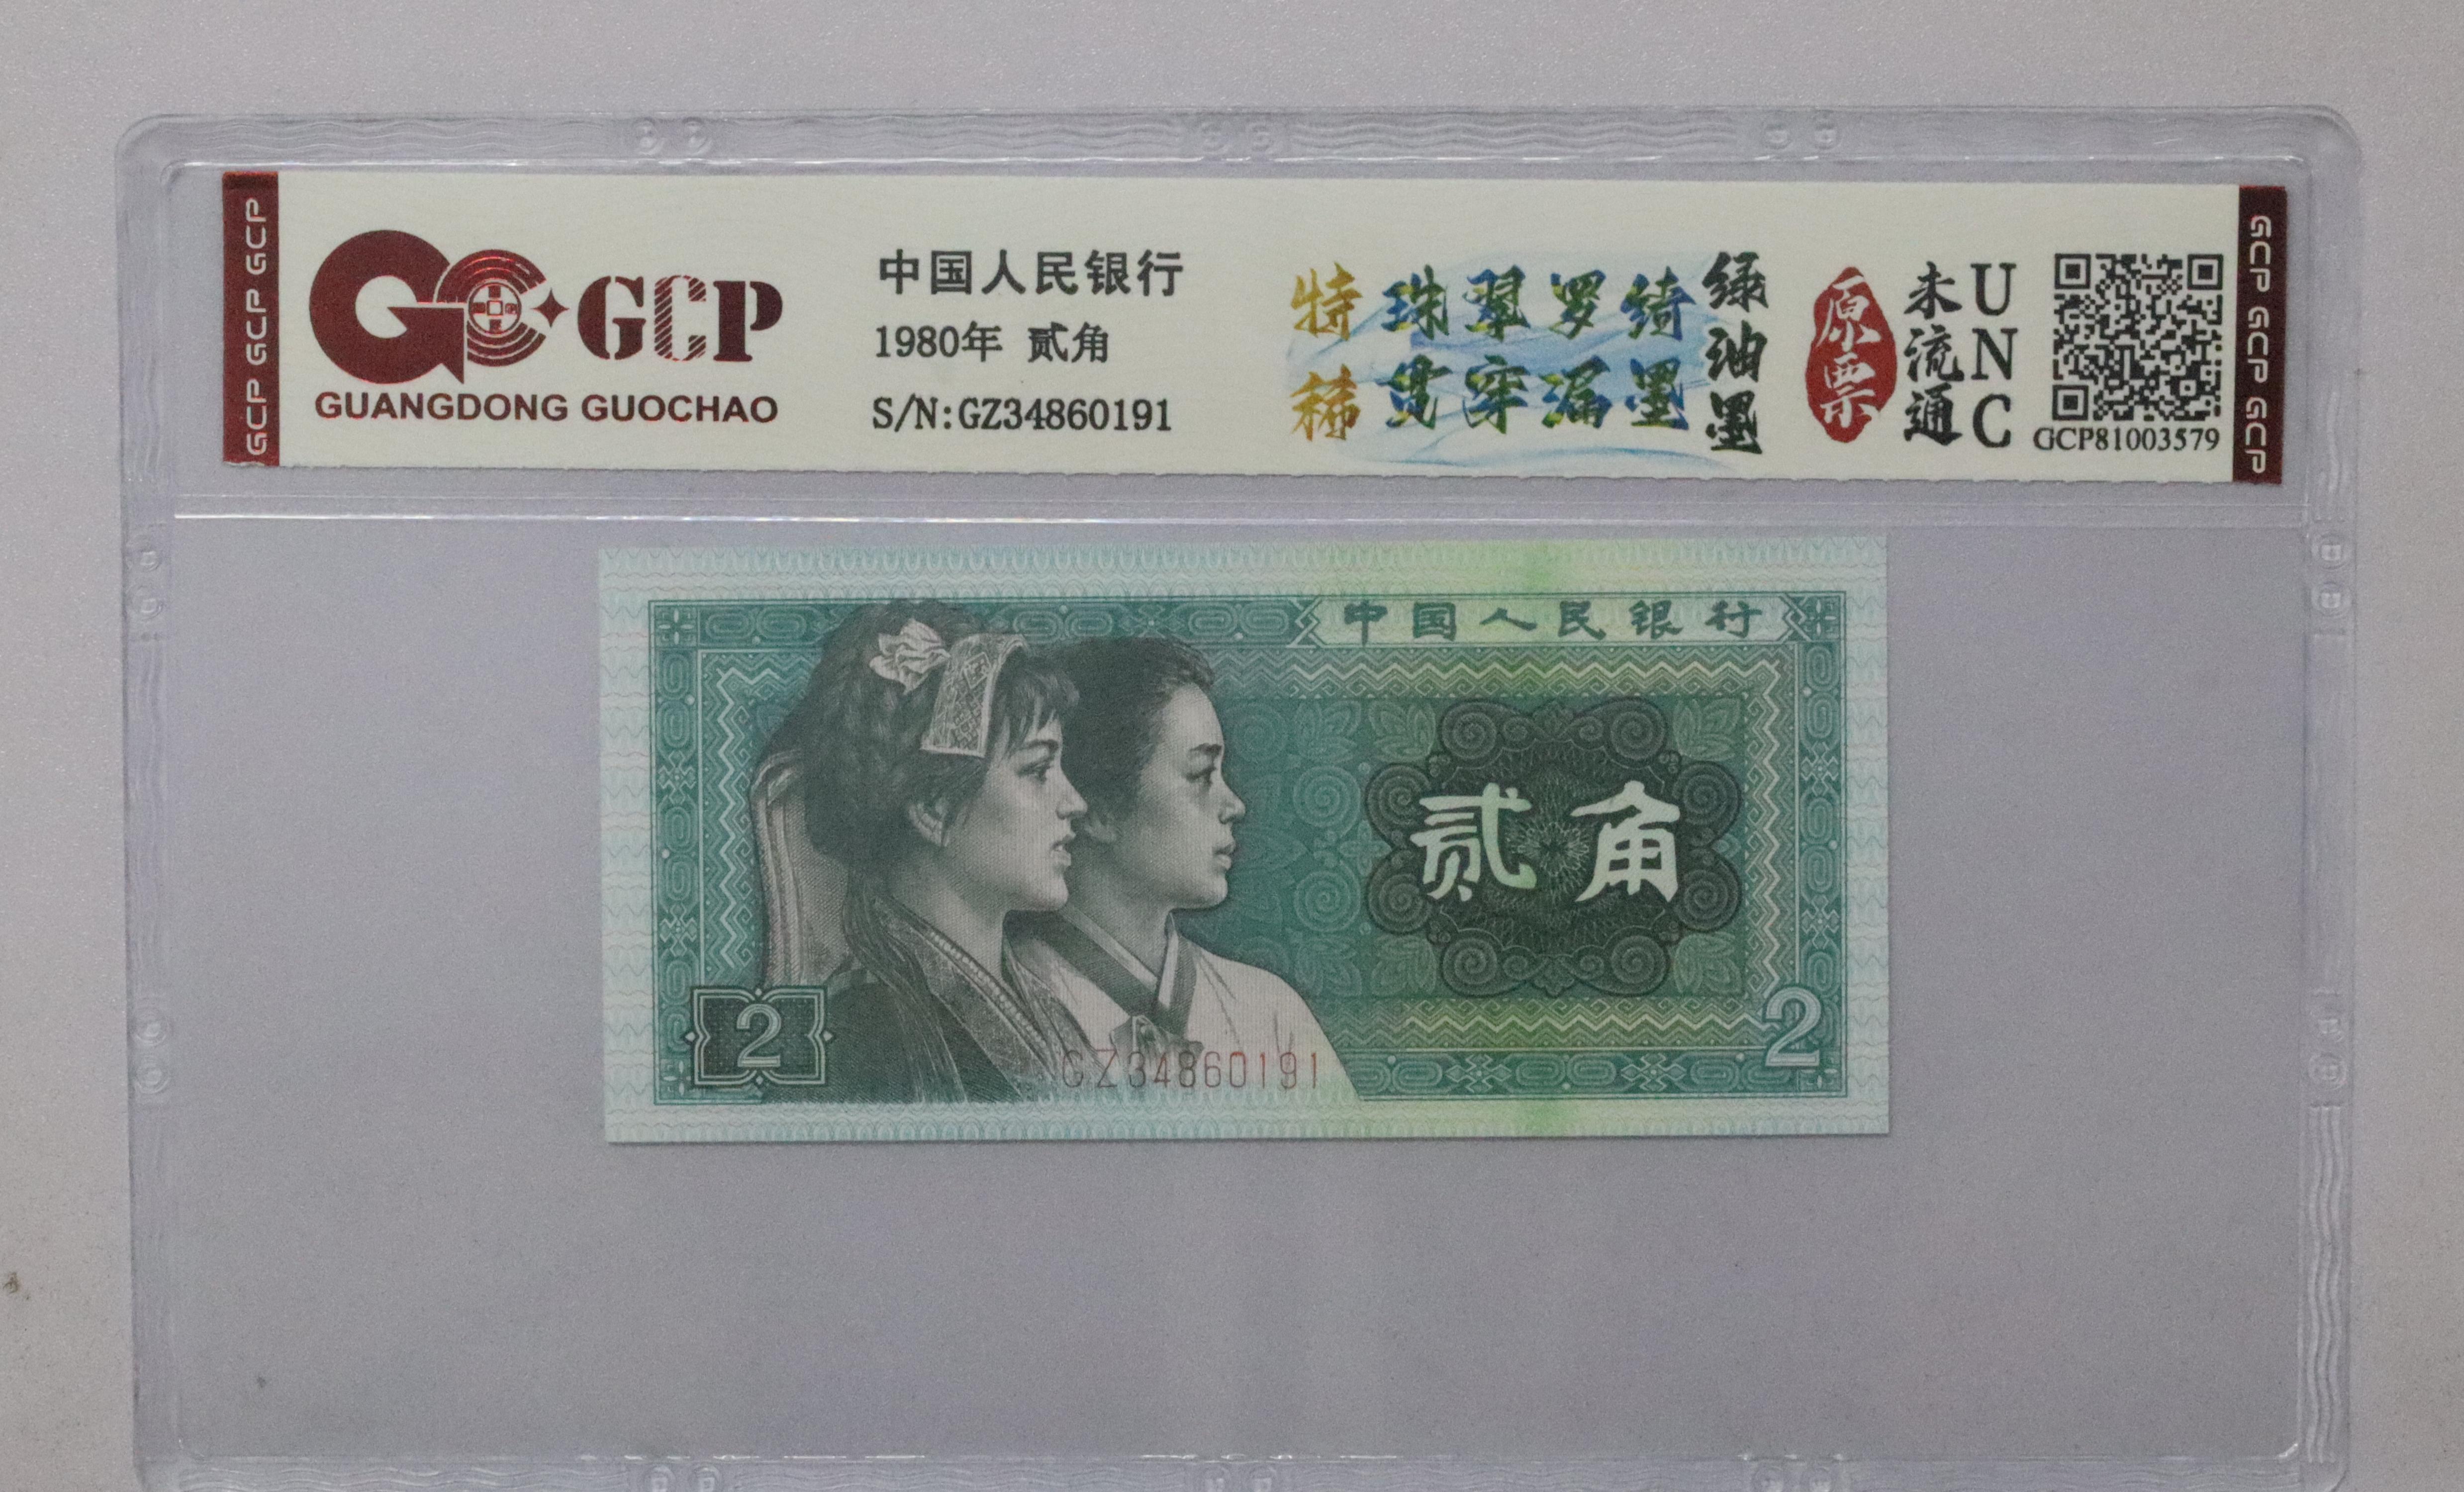 GCP GCP GCP
GCP
GUANGDONG GUOCHAO
中国人民银行
1980年 贰角
S/N:GZ34860191
特稀
珠翠罗绮
贯穿漏墨
绿油墨
原票
未流通
UNC
GCP81003579
GCP GCP GCP
中国人民银行
贰角
2
GZ34860191
2